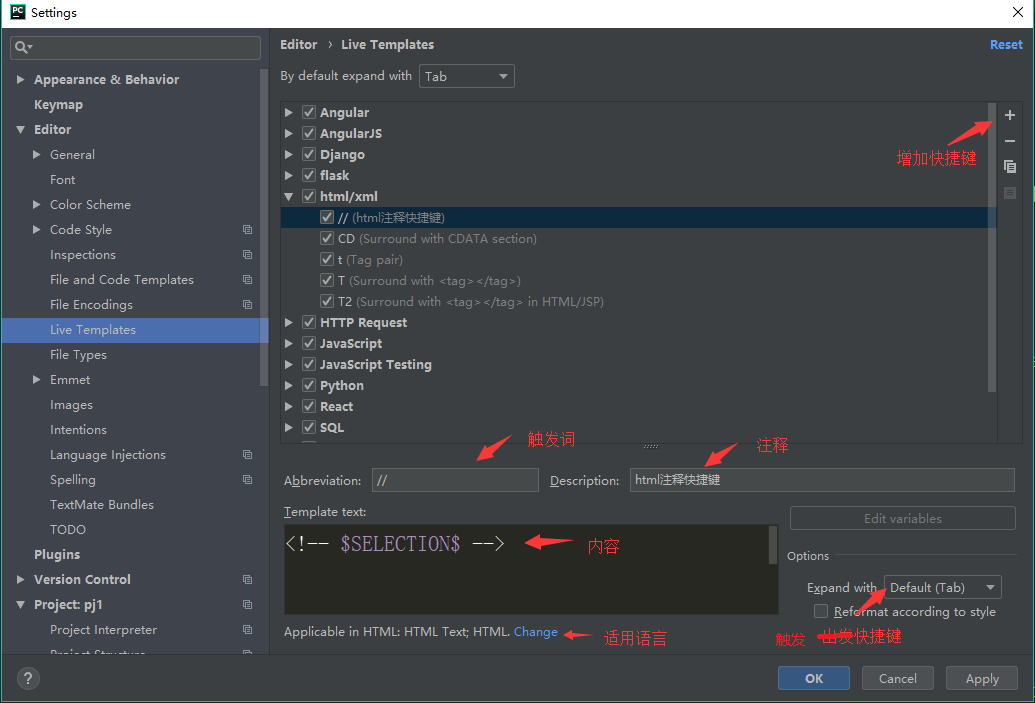 PC Settings
Editor › Live Templates Reset
By default expand with Tab
Appearance & Behavior
Keymap
Editor
General
Font
Color Scheme
Code Style
Inspections
File and Code Templates
File Encodings
Live Templates
File Types
Emmet
Images
Intentions
Language Injections
Spelling
TextMate Bundles
TODO
Plugins
Version Control
Project: pj1
Project Interpreter
Project Structure
Angular
AngularJS
Django
flask
html/xml
// (html注释快捷键)
CD (Surround with CDATA section)
t (Tag pair)
T (Surround with <tag></tag>)
T2 (Surround with <tag></tag> in HTML/JSP)
HTTP Request
JavaScript
JavaScript Testing
Python
React
SQL
增加快捷键
触发词
注释
Abbreviation: // Description: html注释快捷键
Template text:
<!-- $SELECTION$ -->
内容
Edit variables
Options
Expand with Default (Tab)
Reformat according to style
Applicable in HTML: HTML Text; HTML. Change
适用语言
触发 出发快捷键
?
OK Cancel Apply